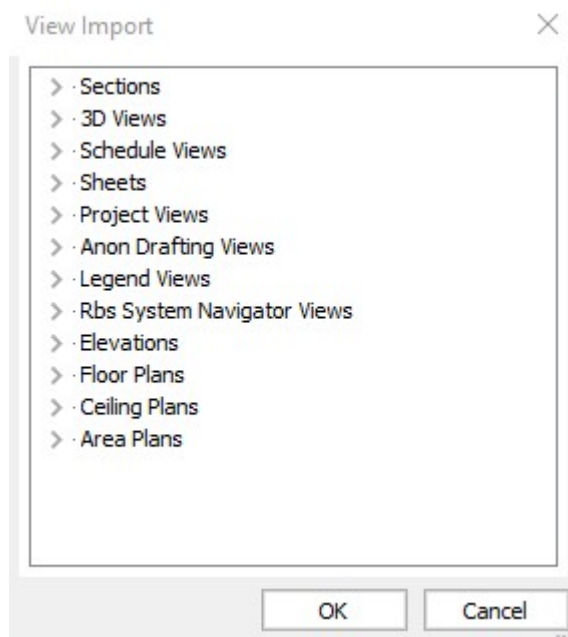 View Import
Sections
3D Views
Schedule Views
Sheets
Project Views
Anon Drafting Views
Legend Views
Rbs System Navigator Views
Elevations
Floor Plans
Ceiling Plans
Area Plans
OK Cancel